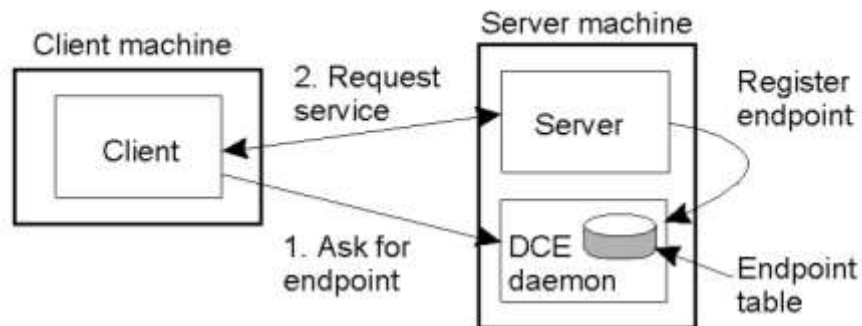 Client machine
Server machine
2. Request
service
Register
endpoint
Client
Server
1. Ask for
endpoint
DCE
daemon
Endpoint
table